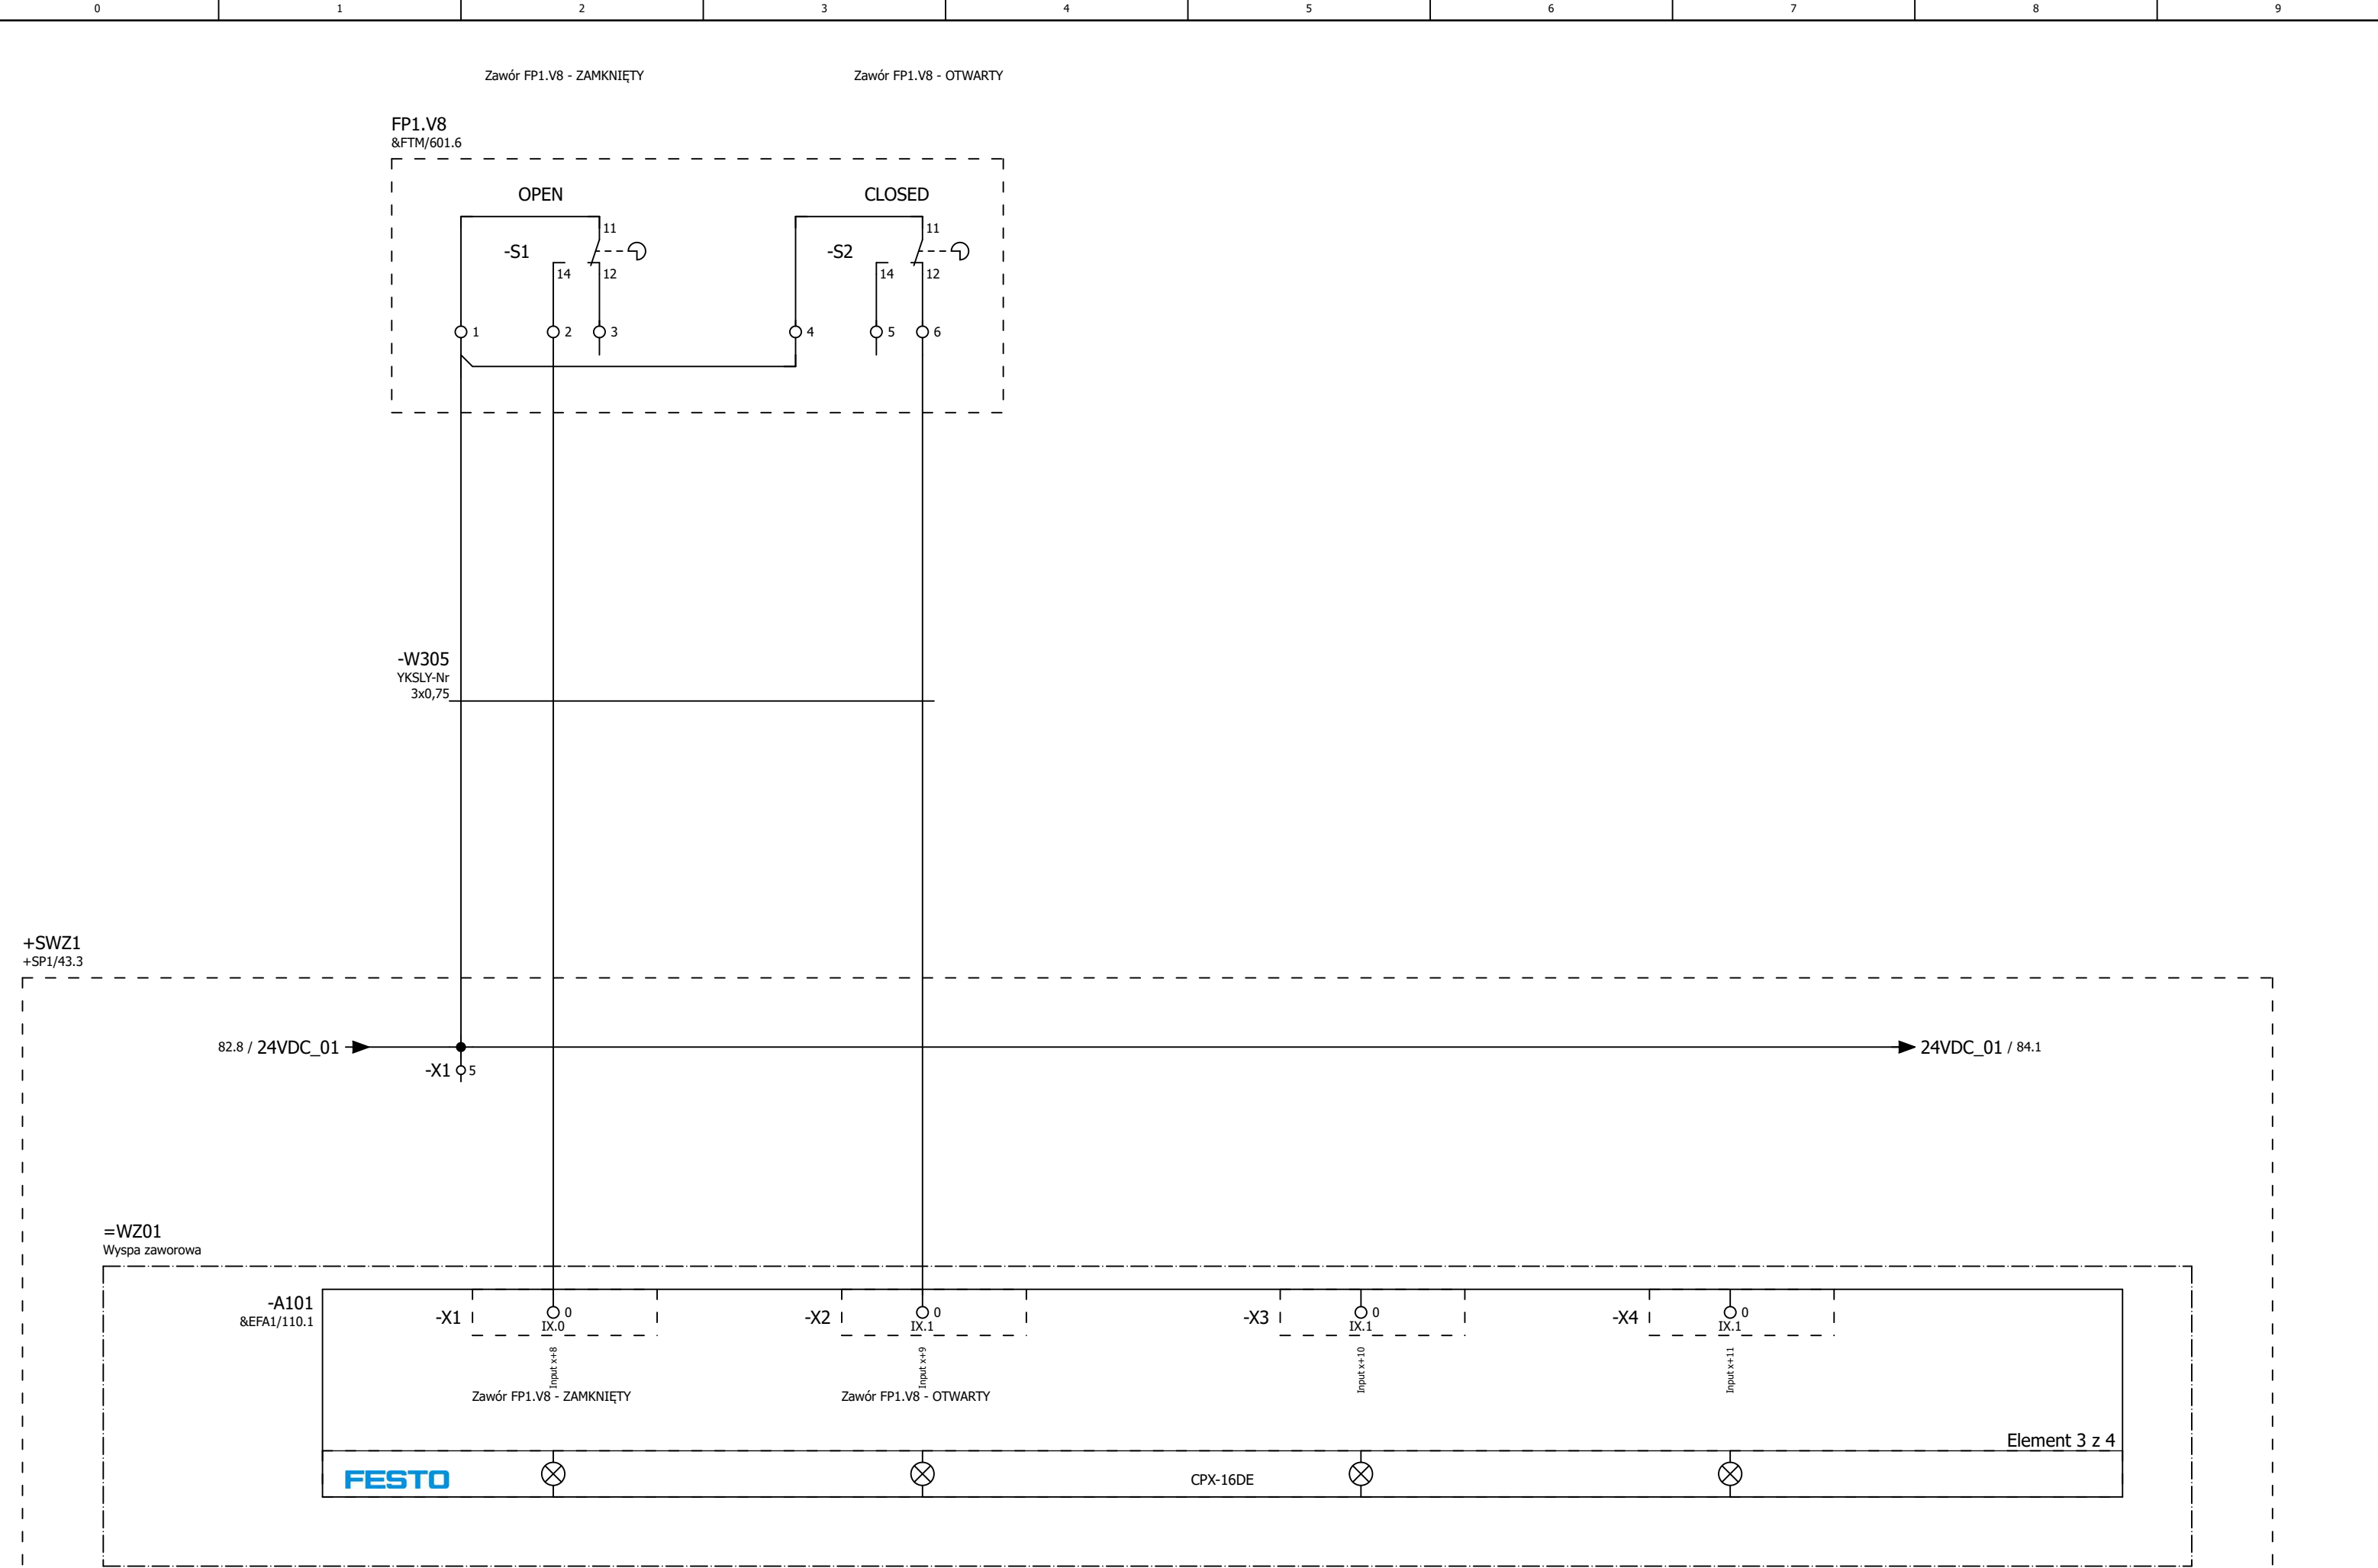 0 1 2 3 4 5 6 7 8 9
Zawór FP1.V8 - ZAMKNIĘTY
Zawór FP1.V8 - OTWARTY
FP1.V8
&FTM/601.6
OPEN
CLOSED
-S1
11
14
12
-S2
11
14
12
1
2
3
4
5
6
-W305
YKSLY-Nr
3x0,75
+SWZ1
+SP1/43.3
82.8 / 24VDC_01
24VDC_01 / 84.1
-X1
5
=WZ01
Wyspa zaworowa
-A101
&EFA1/110.1
-X1
0
IX.0
Input x+8
Zawór FP1.V8 - ZAMKNIĘTY
-X2
0
IX.1
Input x+9
Zawór FP1.V8 - OTWARTY
-X3
0
IX.1
Input x+10
-X4
0
IX.1
Input x+11
Element 3 z 4
FESTO
CPX-16DE